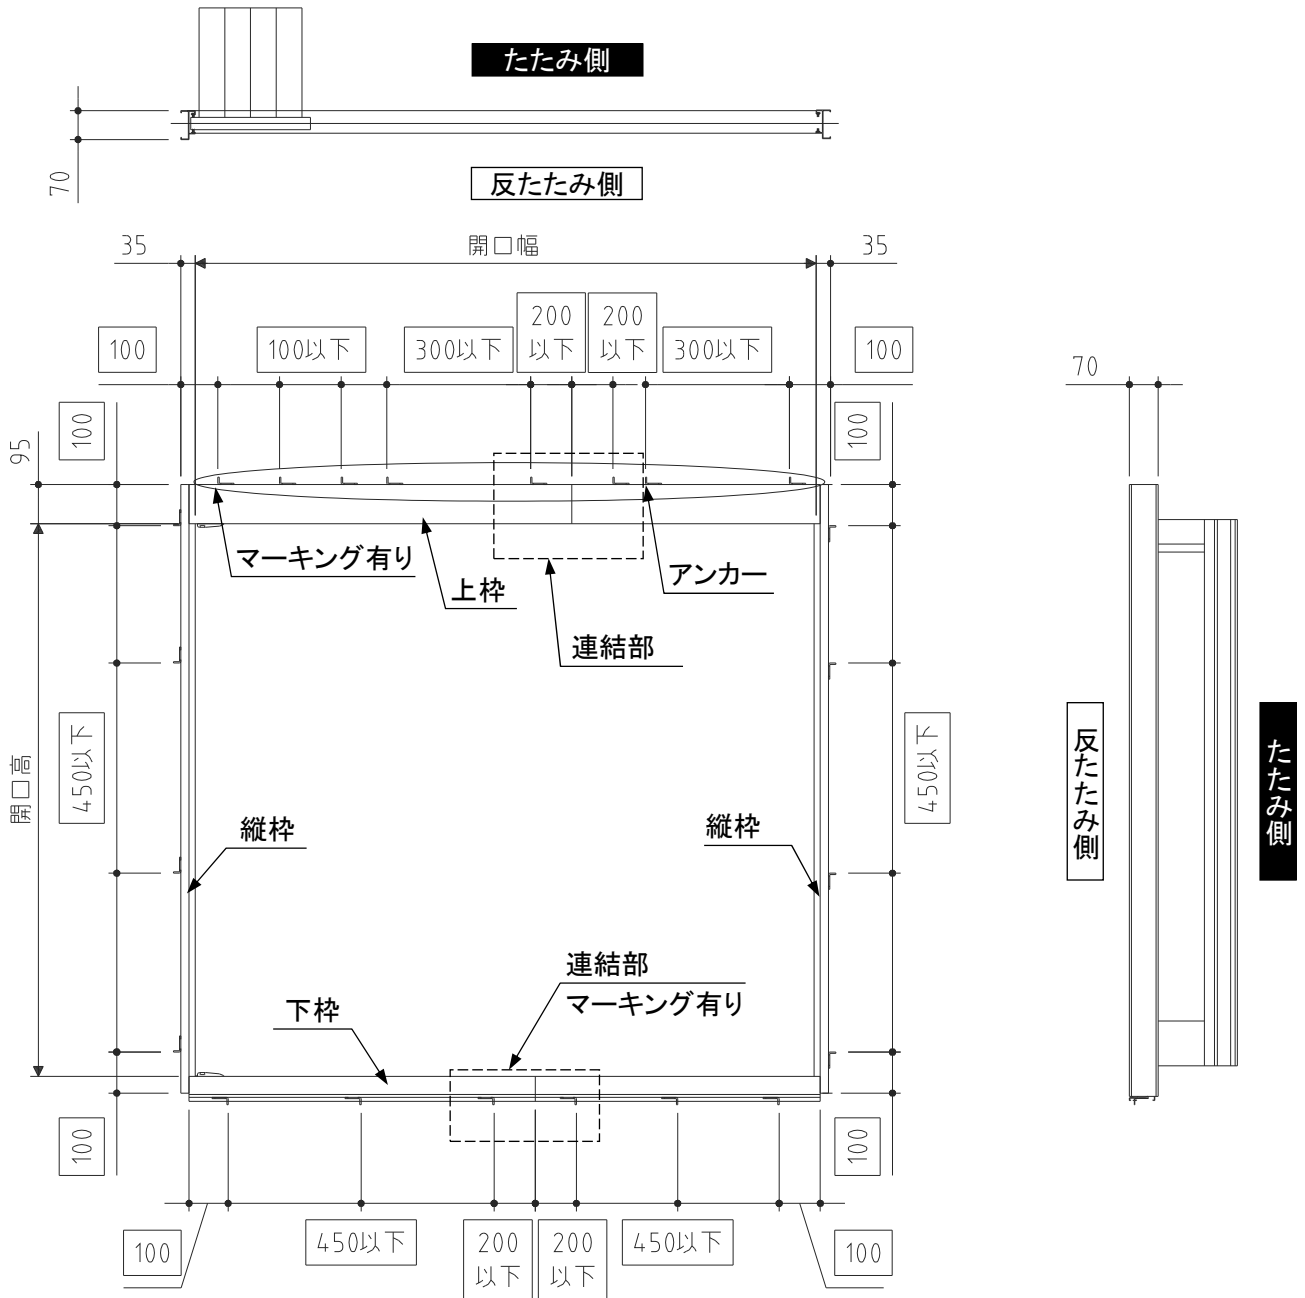 たたみ側
70
反たたみ側
35
開口幅
35
100
100以下
300以下
200
以下
200
以下
300以下
100
70
95
100
100
マーキング有り
上枠
アンカー
連結部
開口高
450以下
450以下
反たたみ側
たたみ側
縦枠
縦枠
連結部
マーキング有り
下枠
100
100
100
450以下
200
以下
200
以下
450以下
100